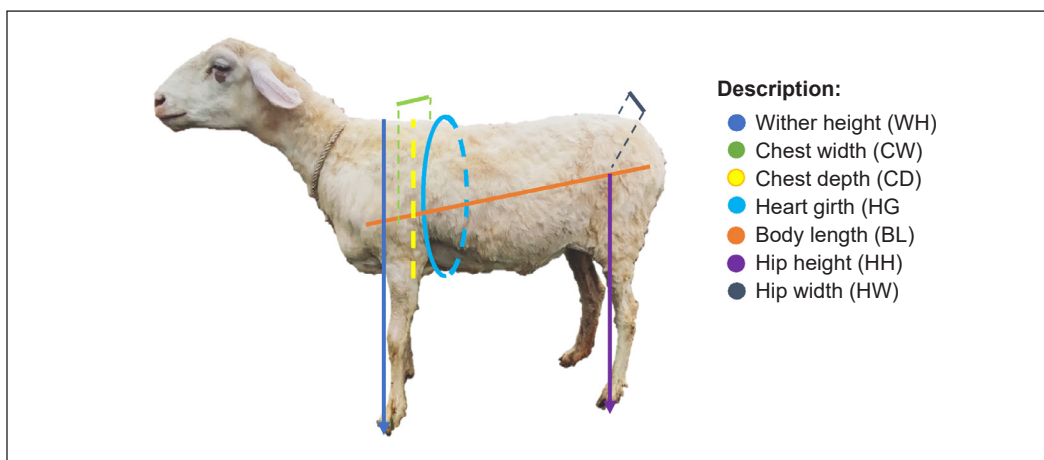 Description:
Wither height (WH)
Chest width (CW)
Chest depth (CD)
Heart girth (HG
Body length (BL)
Hip height (HH)
Hip width (HW)